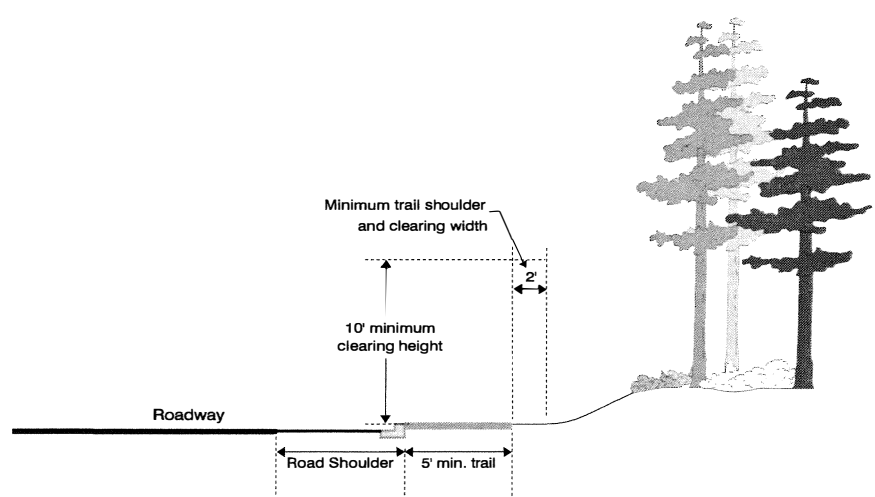 Minimum trail shoulder
and clearing width
2'
10' minimum
clearing height
Roadway
Road Shoulder
5' min. trail